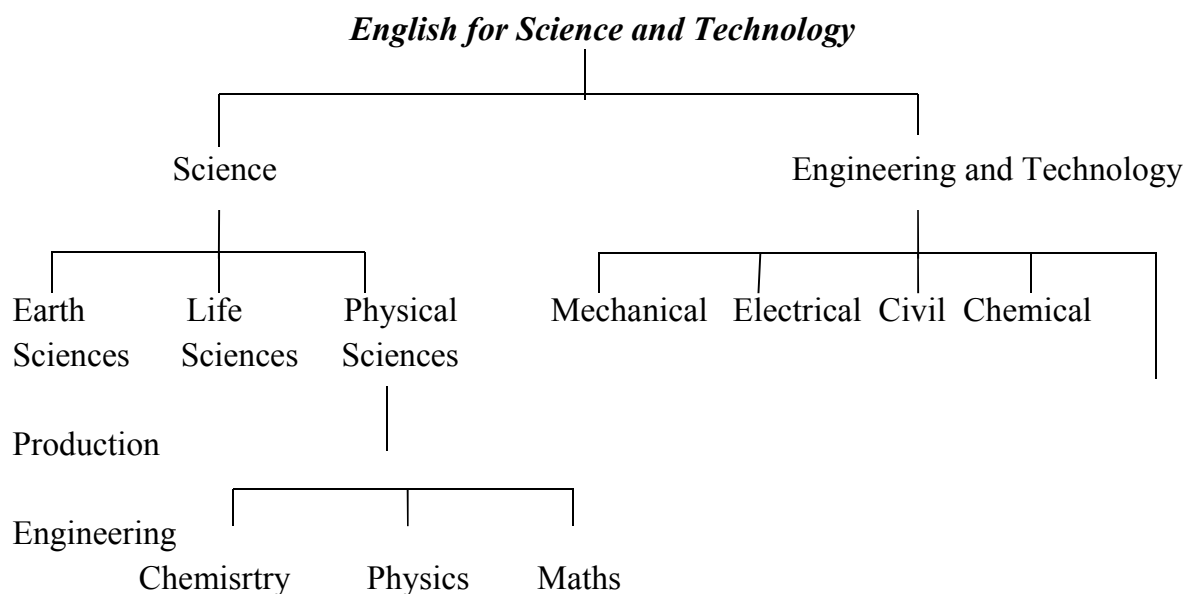 English for Science and Technology
Science Engineering and Technology
Earth Life Physical Mechanical Electrical Civil Chemical
Sciences Sciences Sciences
Production
Engineering
Chemisrtry Physics Maths